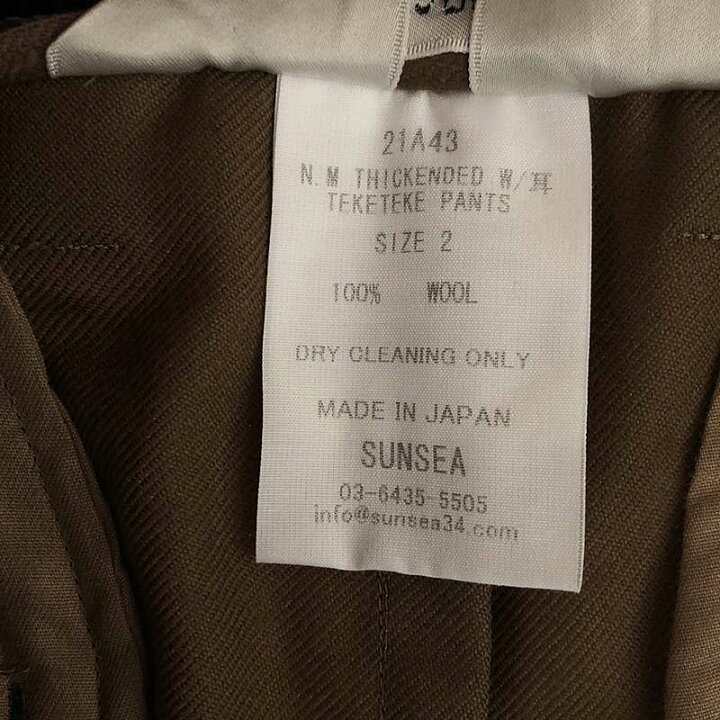 21A43
N.M THICKENDED W/耳
TEKETEKE PANTS
SIZE 2
100% WOOL
DRY CLEANING ONLY
MADE IN JAPAN
SUNSEA
03-6435-5505
info@sunsea34.com